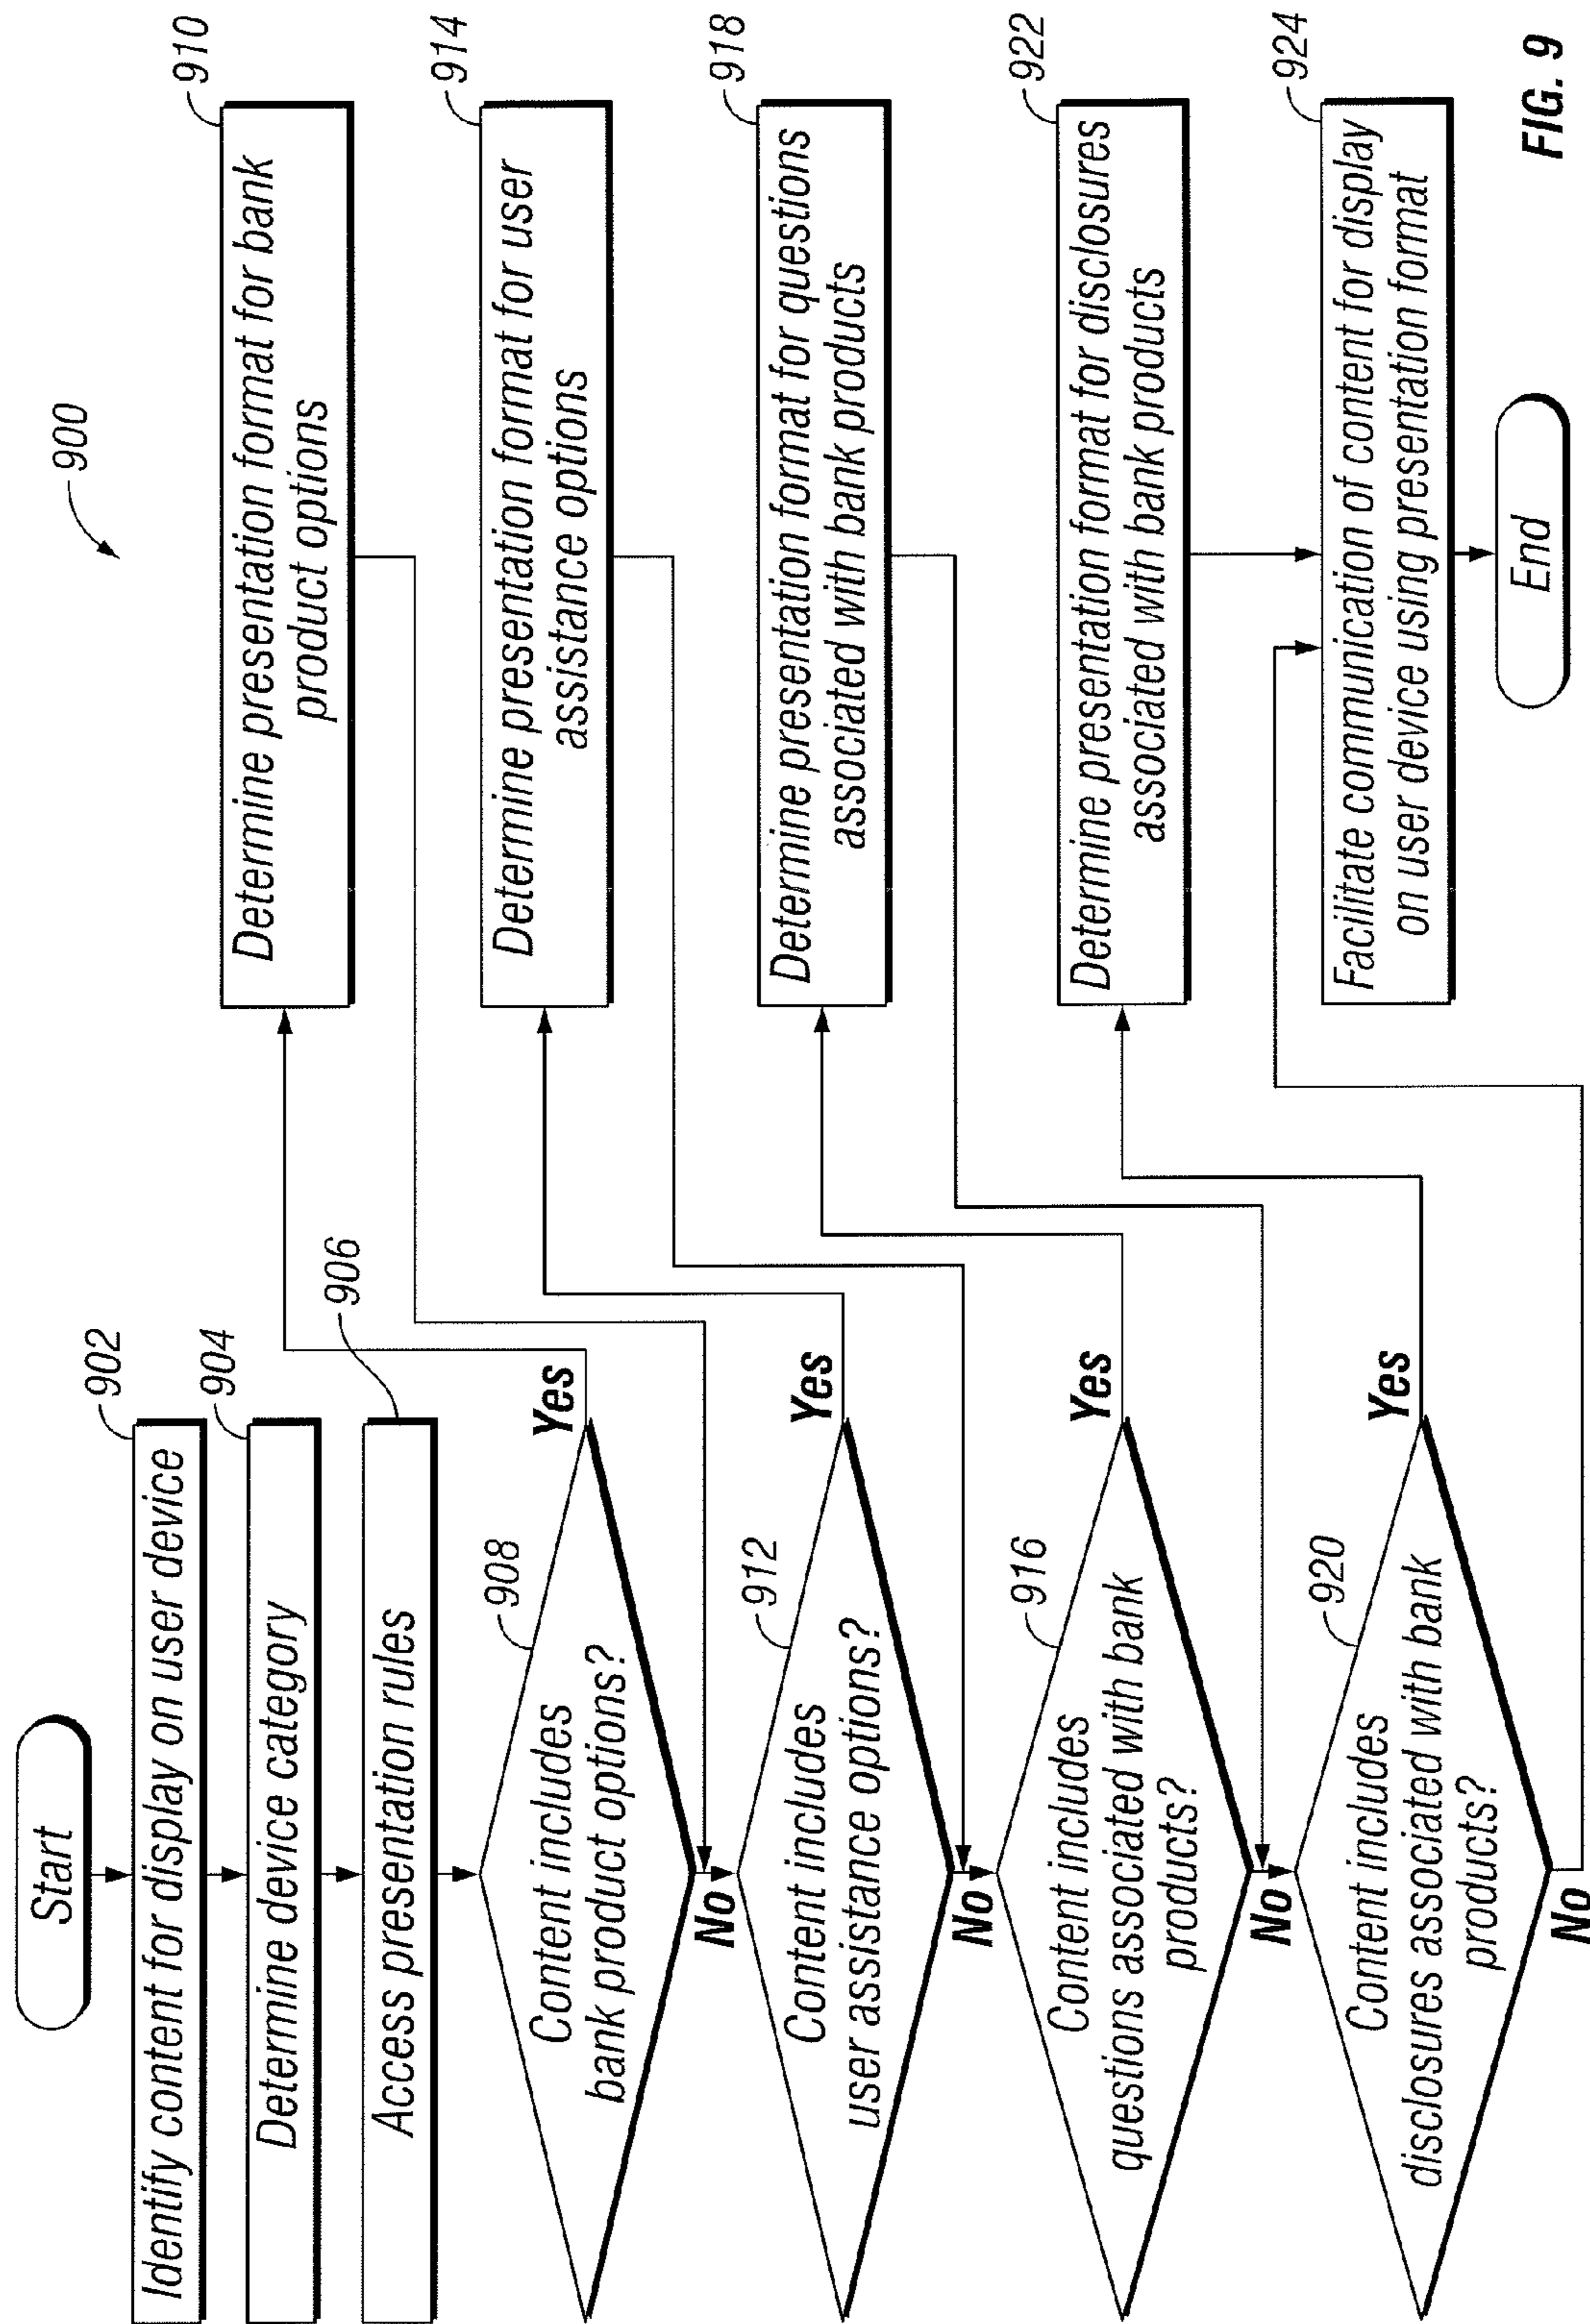 900
Start
902
Identify content for display on user device
904
Determine device category
906
Access presentation rules
908
Content includes
bank product options?
Yes
No
910
Determine presentation format for bank
product options
912
Content includes
user assistance options?
Yes
No
914
Determine presentation format for user
assistance options
916
Content includes
questions associated with bank
products?
Yes
No
918
Determine presentation format for questions
associated with bank products
920
Content includes
disclosures associated with bank
products?
Yes
No
922
Determine presentation format for disclosures
associated with bank products
924
Facilitate communication of content for display
on user device using presentation format
End
FIG. 9